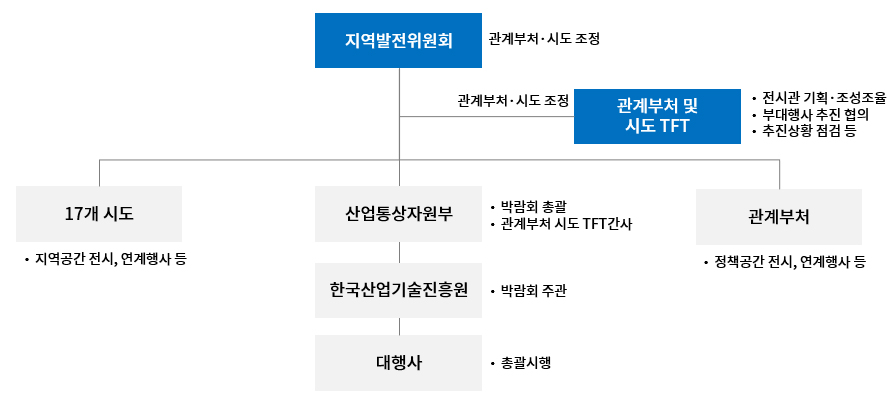 지역발전위원회
관계부처·시도 조정
관계부처·시도 조정
관계부처 및
시도 TFT
• 전시관 기획·조성조율
• 부대행사 추진 협의
• 추진상황 점검 등
17개 시도
• 지역공간 전시, 연계행사 등
산업통상자원부
• 박람회 총괄
• 관계부처 시도 TFT간사
관계부처
• 정책공간 전시, 연계행사 등
한국산업기술진흥원
• 박람회 주관
대행사
• 총괄시행